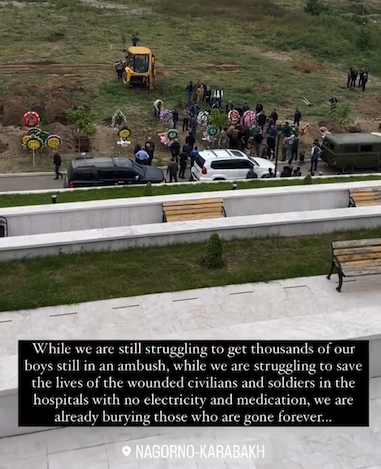 While we are still struggling to get thousands of our
boys still in an ambush, while we are struggling to save
the lives of the wounded civilians and soldiers in the
hospitals with no electricity and medication, we are
already burying those who are gone forever...
NAGORNO-KARABAKH